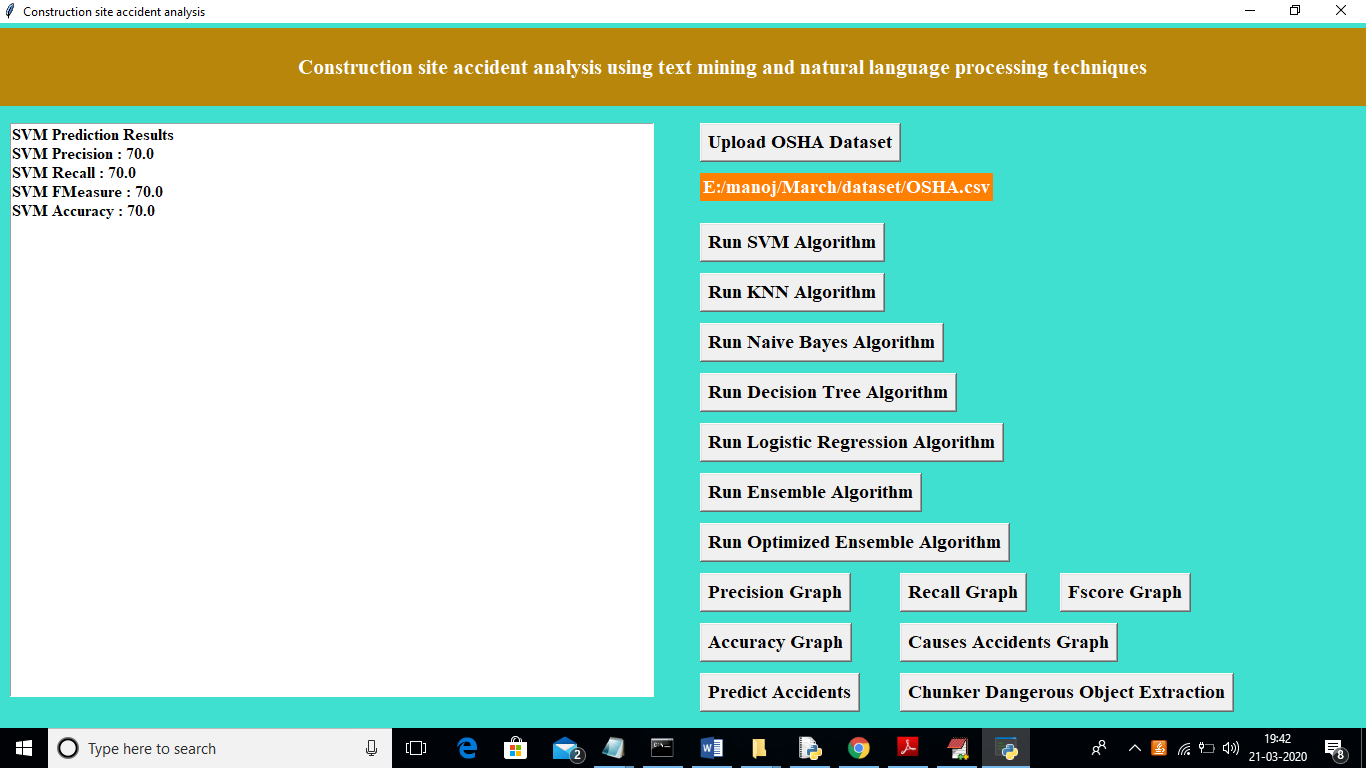 Construction site accident analysis
Construction site accident analysis using text mining and natural language processing techniques
SVM Prediction Results
SVM Precision : 70.0
SVM Recall : 70.0
SVM FMeasure : 70.0
SVM Accuracy : 70.0
Upload OSHA Dataset
E:/manoj/March/dataset/OSHA.csv
Run SVM Algorithm
Run KNN Algorithm
Run Naive Bayes Algorithm
Run Decision Tree Algorithm
Run Logistic Regression Algorithm
Run Ensemble Algorithm
Run Optimized Ensemble Algorithm
Precision Graph
Recall Graph
Fscore Graph
Accuracy Graph
Causes Accidents Graph
Predict Accidents
Chunker Dangerous Object Extraction
Type here to search
2
19:42
21-03-2020
8